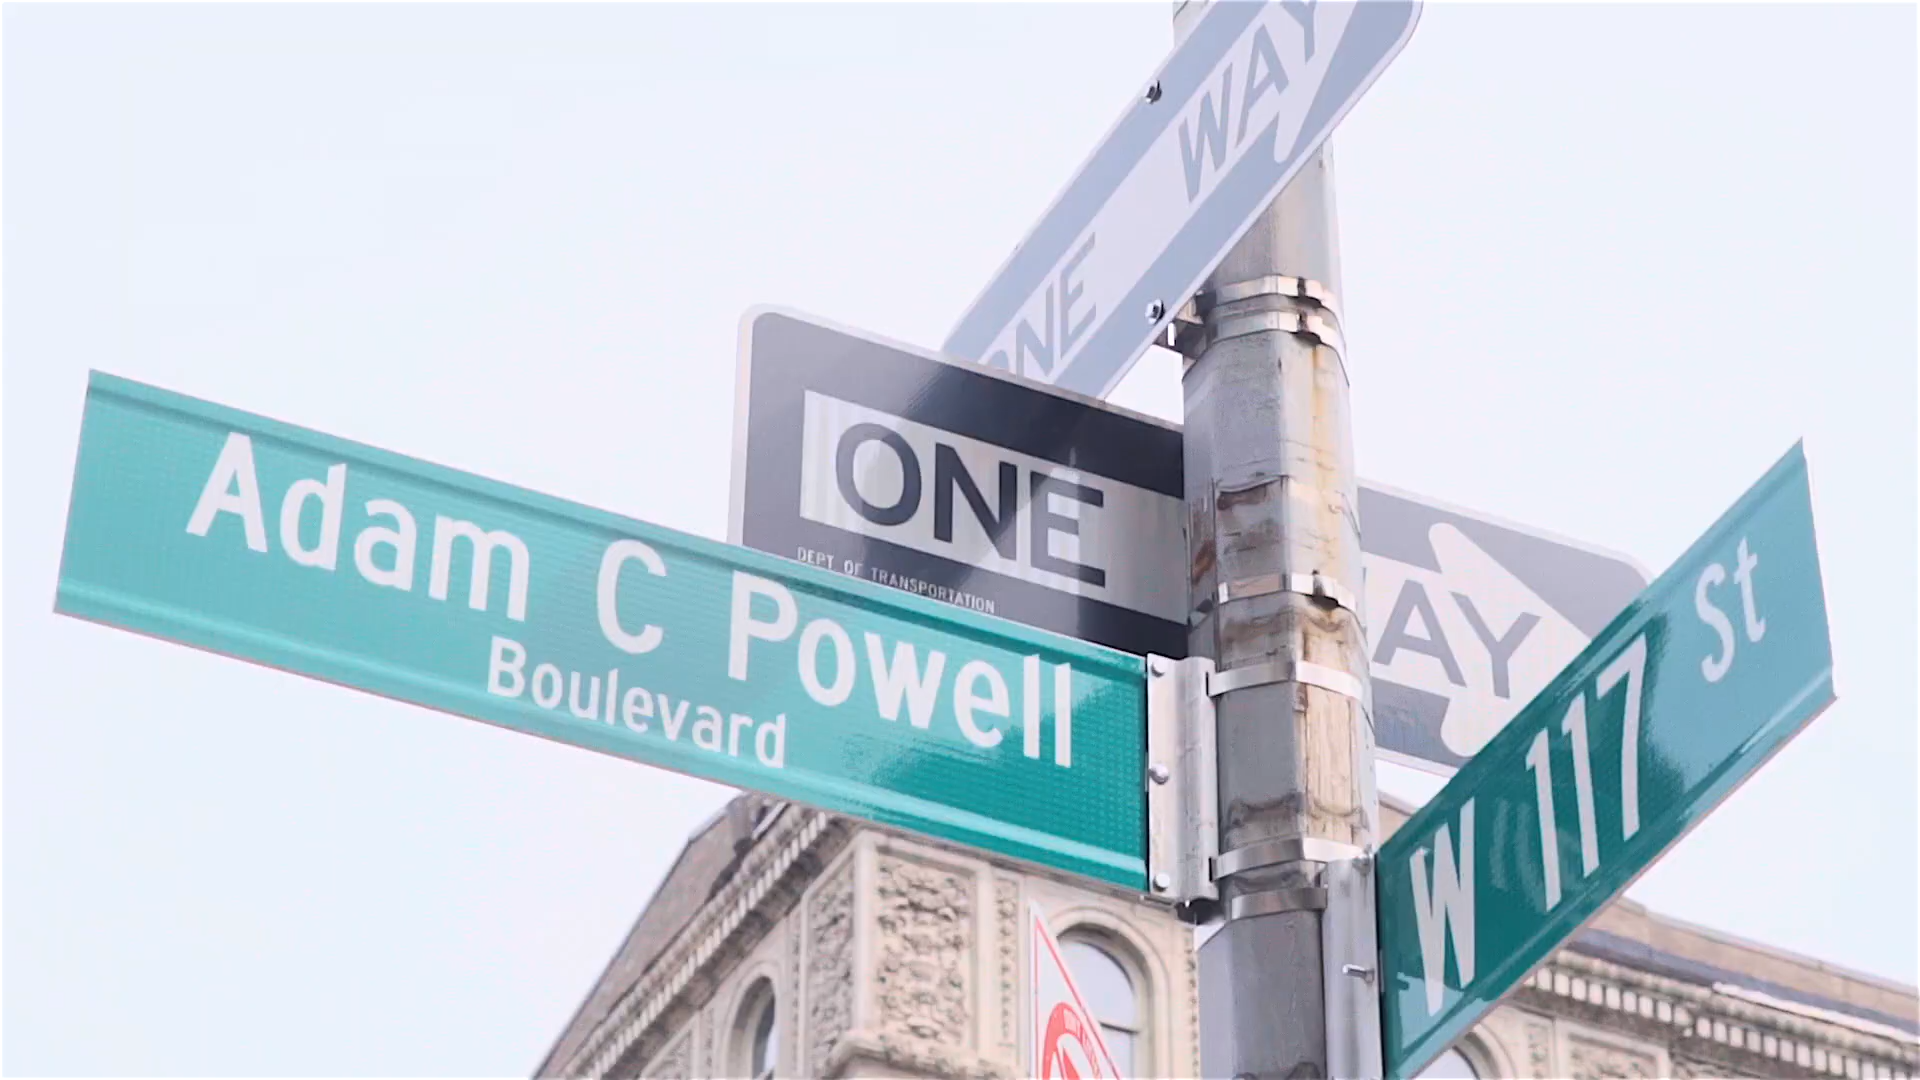 ONE WAY
ONE WAY
DEPT. OF TRANSPORTATION
Adam C Powell
Boulevard
W 117 St